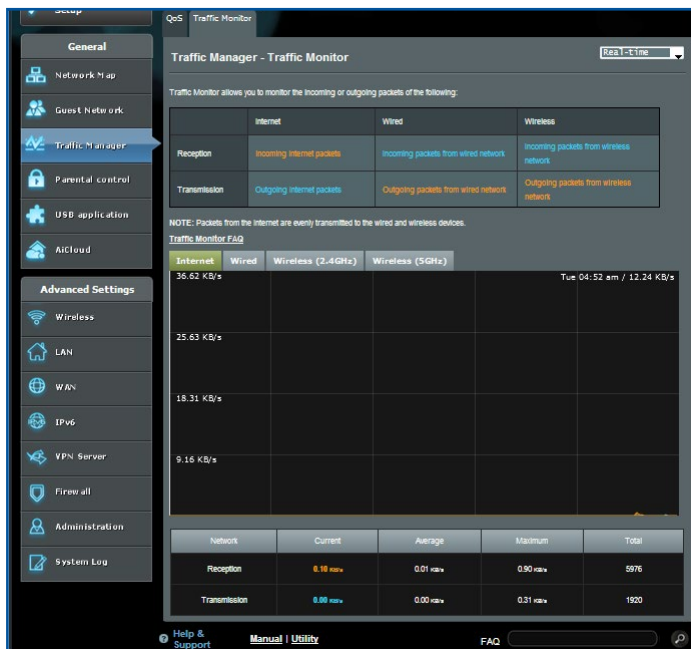 Setup
QoS Traffic Monitor
General
Network Map
Guest Network
Traffic Manager
Parental control
USB application
AiCloud
Advanced Settings
Wireless
LAN
WAN
IPv6
VPN Server
Firewall
Administration
System Log
Traffic Manager - Traffic Monitor
Real-time
Traffic Monitor allows you to monitor the incoming or outgoing packets of the following:
Internet Wired Wireless
Reception Incoming Internet packets Incoming packets from wired network Incoming packets from wireless network
Transmission Outgoing Internet packets Outgoing packets from wired network Outgoing packets from wireless network
NOTE: Packets from the Internet are evenly transmitted to the wired and wireless devices.
Traffic Monitor FAQ
Internet Wired Wireless (2.4GHz) Wireless (5GHz)
36.62 KB/s Tue 04:52 am / 12.24 KB/s
25.63 KB/s
18.31 KB/s
9.16 KB/s
Network Current Average Maximum Total
Reception 0.10 KB/s 0.01 KB/s 0.90 KB/s 5976
Transmission 0.00 KB/s 0.00 KB/s 0.31 KB/s 1920
Help & Support
Manual | Utility
FAQ